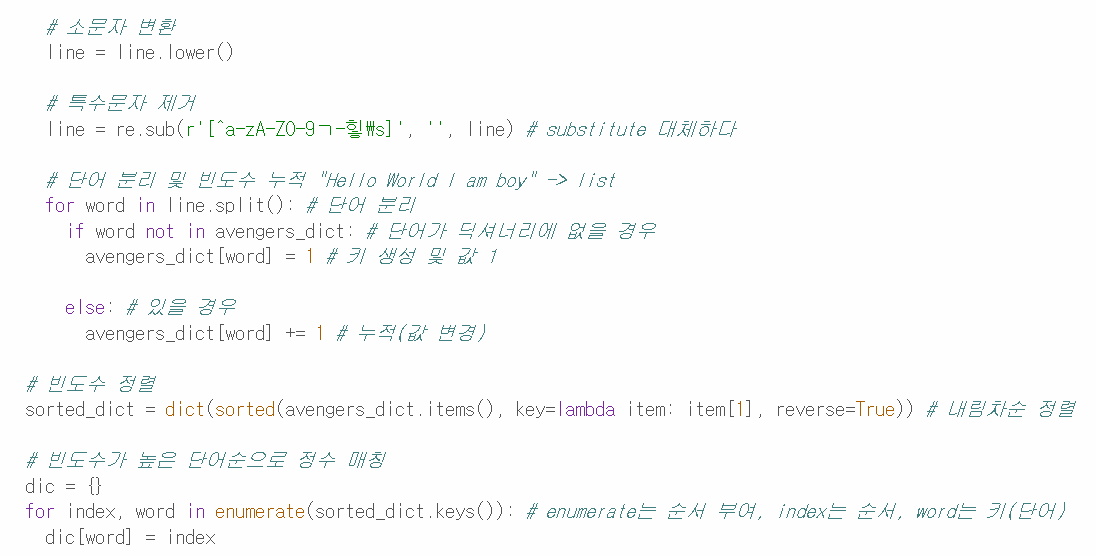 # 소문자 변환
line = line.lower()
# 특수문자 제거
line = re.sub(r'[^a-zA-Z0-9ㄱ-힣₩s]', '', line) # substitute 대체하다
# 단어 분리 및 빈도수 누적 "Hello World I am boy" -> list
for word in line.split(): # 단어 분리
if word not in avengers_dict: # 단어가 딕셔너리에 없을 경우
avengers_dict[word] = 1 # 키 생성 및 값 1
else: # 있을 경우
avengers_dict[word] += 1 # 누적(값 변경)
# 빈도수 정렬
sorted_dict = dict(sorted(avengers_dict.items(), key=lambda item: item[1], reverse=True)) # 내림차순 정렬
# 빈도수가 높은 단어순으로 정수 매칭
dic = {}
for index, word in enumerate(sorted_dict.keys()): # enumerate는 순서 부여, index는 순서, word는 키(단어)
dic[word] = index